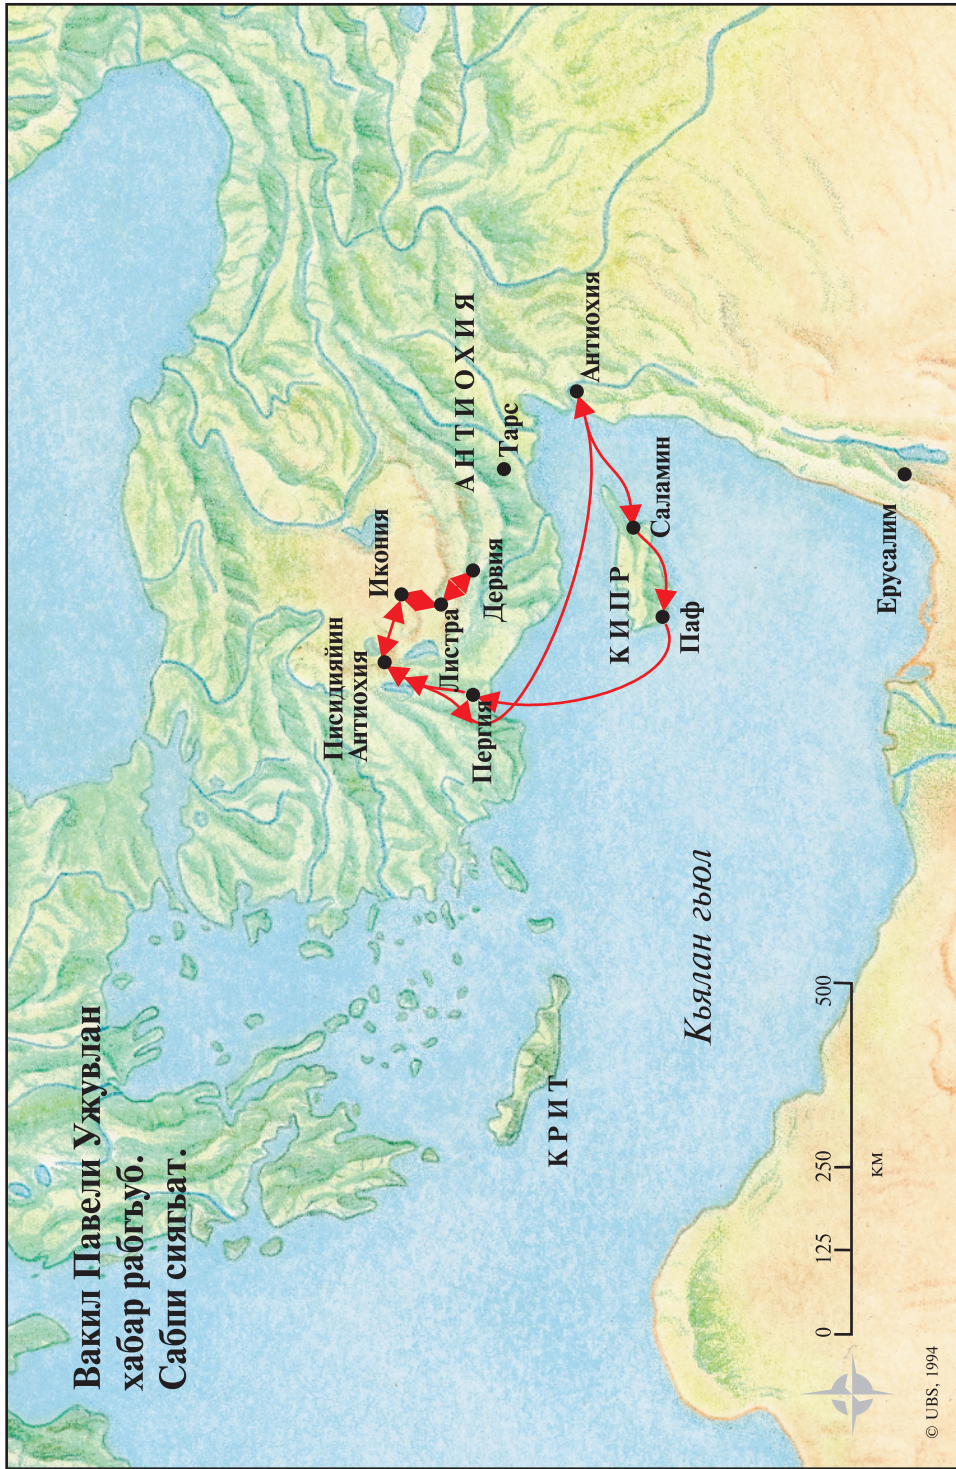 Вакил Павели Ужувлан
хабар рабгъуб.
Сабпи сиягьат.
Писидияйин
Антиохия
Икония
Листра
Дервия
Пергия
АНТИОХИЯ
Тарс
Антиохия
КИПР
Саламин
Паф
Ерусалим
КРИТ
Кьялан гьюл
0 125 250 500
км
© UBS, 1994